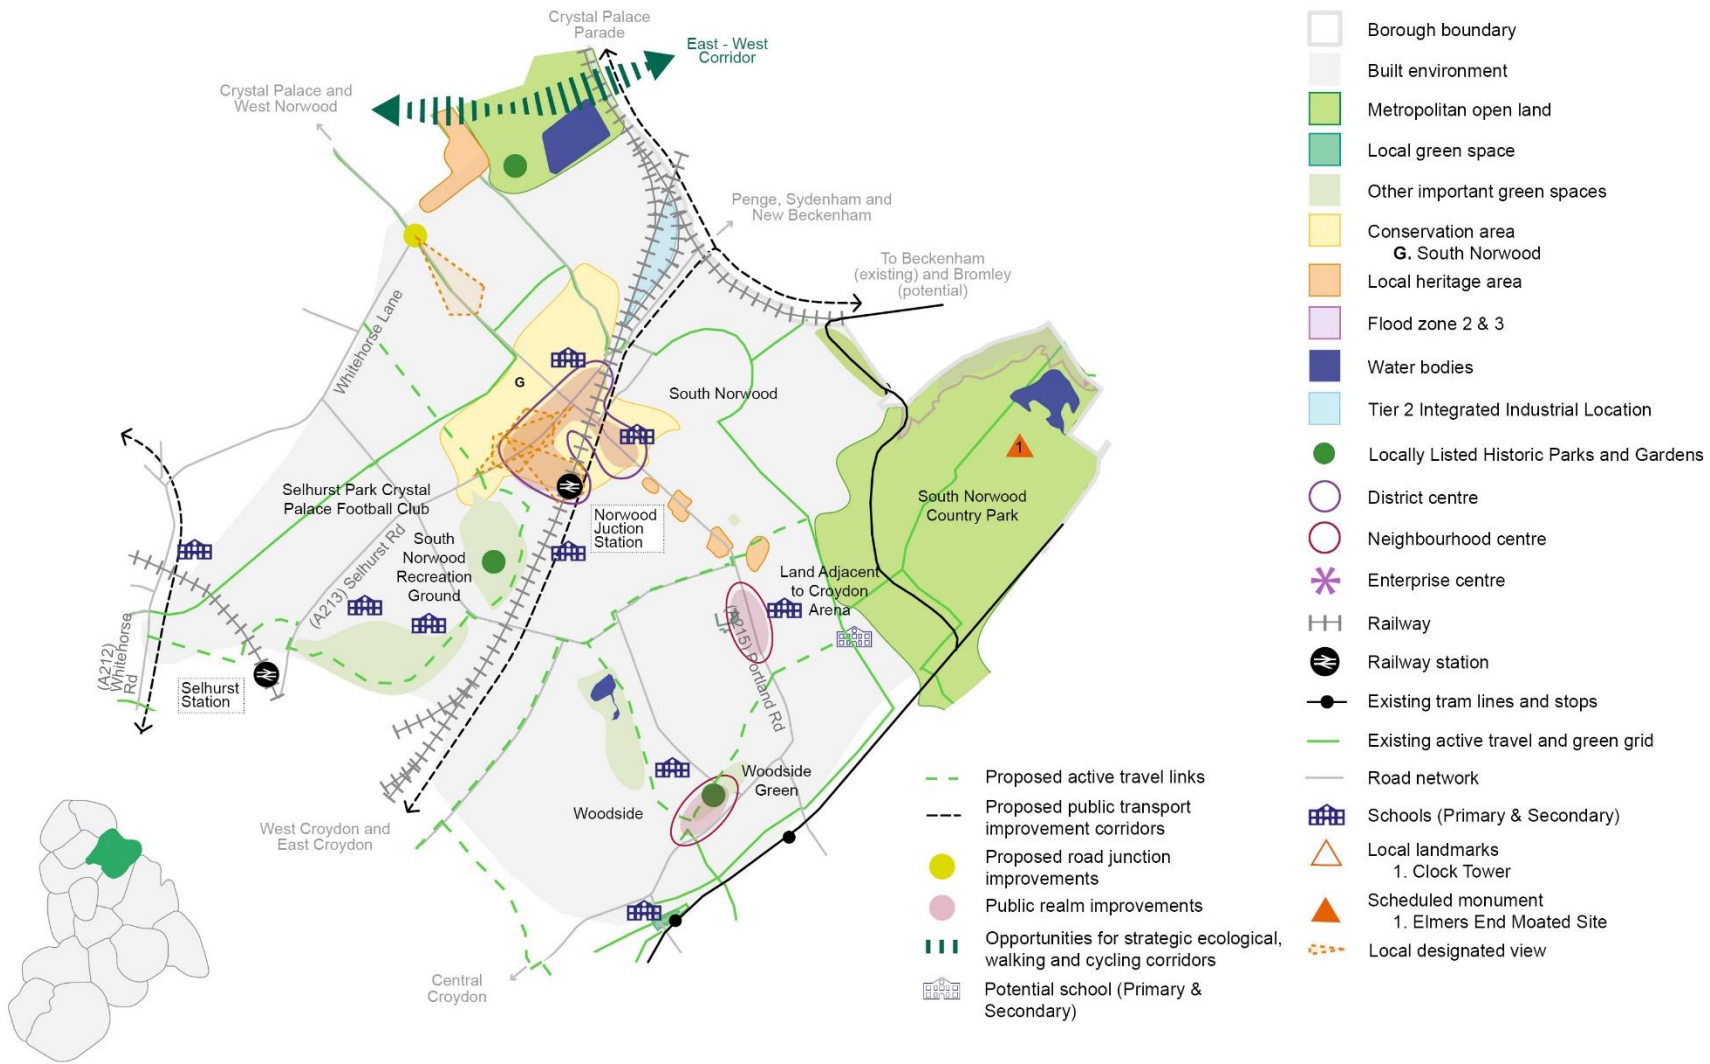 Crystal Palace
Parade
East - West
Corridor
Crystal Palace and
West Norwood
Penge, Sydenham and
New Beckenham
To Beckenham
(existing) and Bromley
(potential)
Whitehorse Lane
G
South Norwood
1
Selhurst Park Crystal
Palace Football Club
South Norwood
Country Park
Norwood
Juction
Station
South
Norwood
Recreation
Ground
(A213) Selhurst Rd
Land Adjacent
to Croydon
Arena
(A215) Portland Rd
(A212)
Whitehorse
Rd
Selhurst
Station
Woodside
Green
Woodside
West Croydon and
East Croydon
Central
Croydon
Proposed active travel links
Proposed public transport
improvement corridors
Proposed road junction
improvements
Public realm improvements
Opportunities for strategic ecological,
walking and cycling corridors
Potential school (Primary &
Secondary)
Borough boundary
Built environment
Metropolitan open land
Local green space
Other important green spaces
Conservation area
G. South Norwood
Local heritage area
Flood zone 2 & 3
Water bodies
Tier 2 Integrated Industrial Location
Locally Listed Historic Parks and Gardens
District centre
Neighbourhood centre
Enterprise centre
Railway
Railway station
Existing tram lines and stops
Existing active travel and green grid
Road network
Schools (Primary & Secondary)
Local landmarks
1. Clock Tower
Scheduled monument
1. Elmers End Moated Site
Local designated view